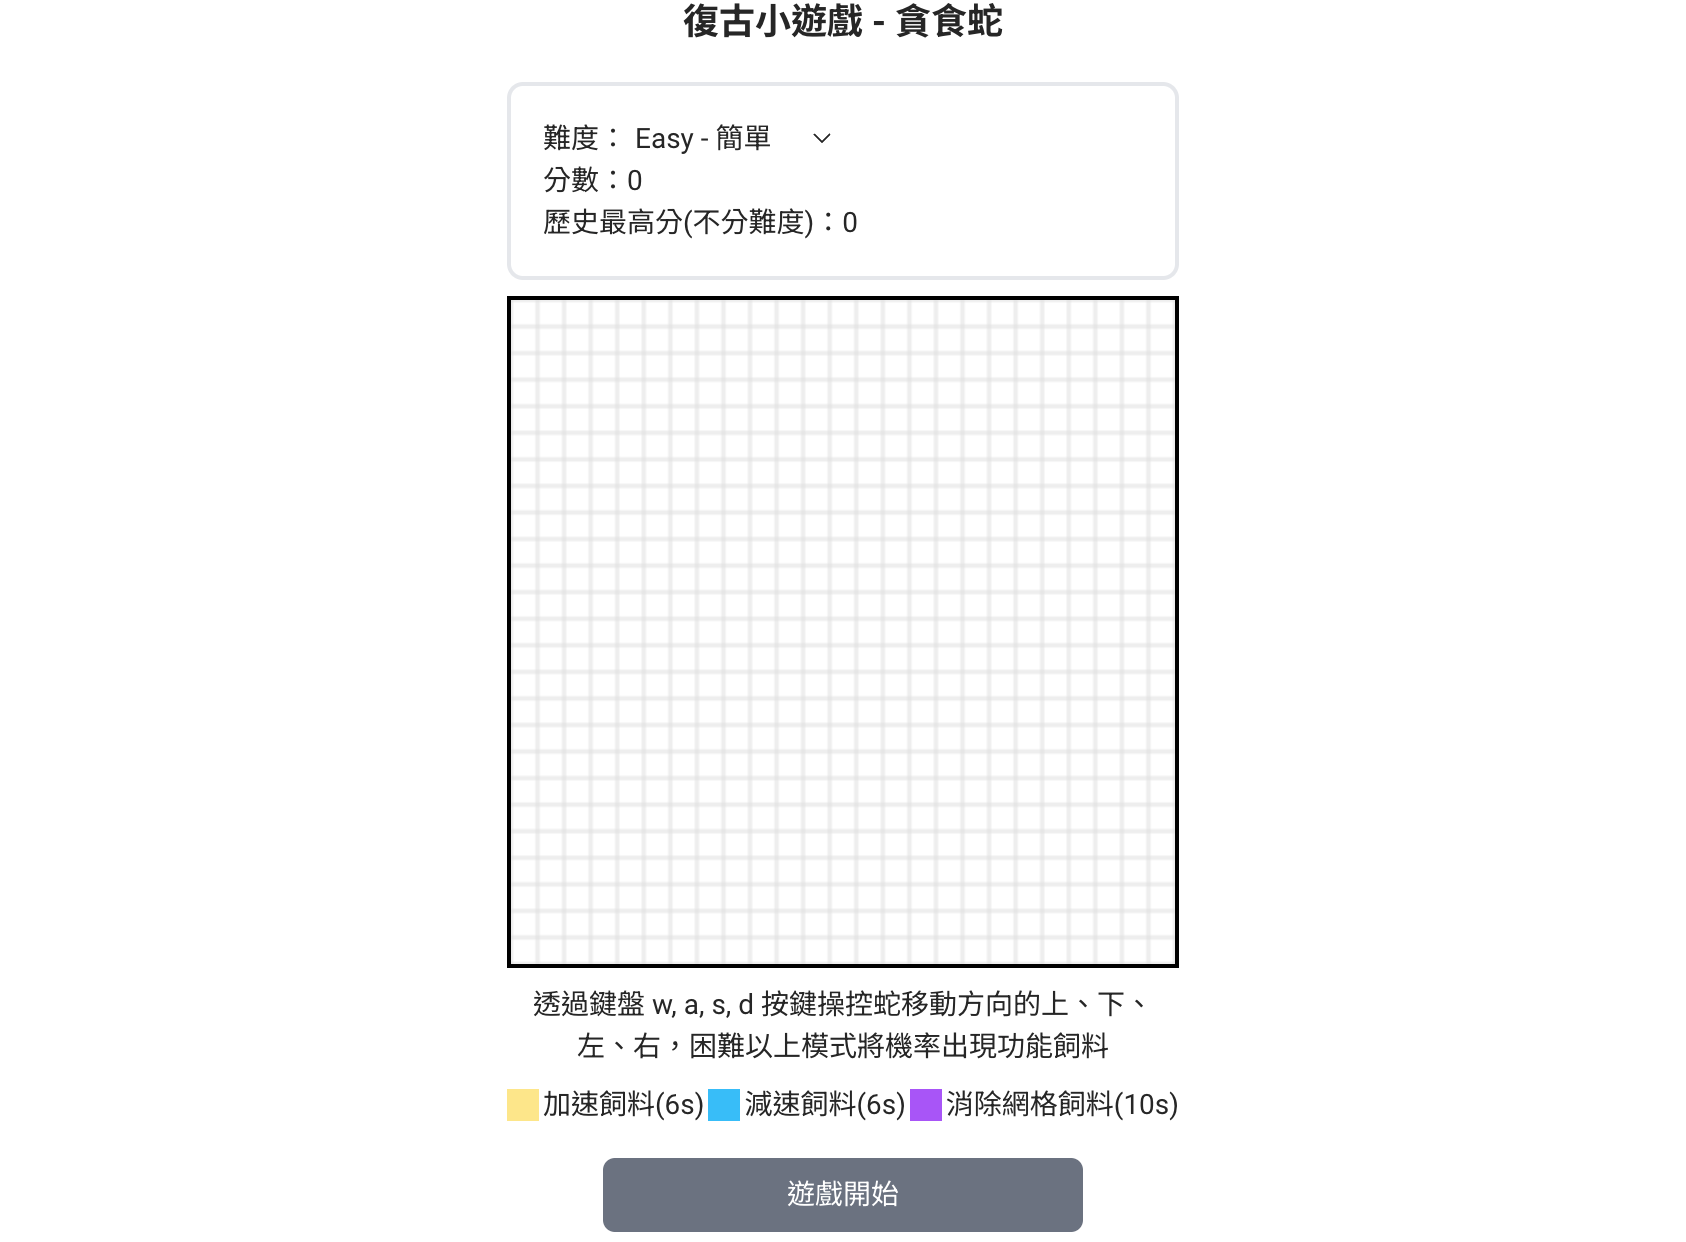 復古小遊戲 - 貪食蛇
難度： Easy - 簡單
分數：0
歷史最高分(不分難度)：0
透過鍵盤 w, a, s, d 按鍵操控蛇移動方向的上、下、
左、右，困難以上模式將機率出現功能飼料
加速飼料(6s) 減速飼料(6s) 消除網格飼料(10s)
遊戲開始